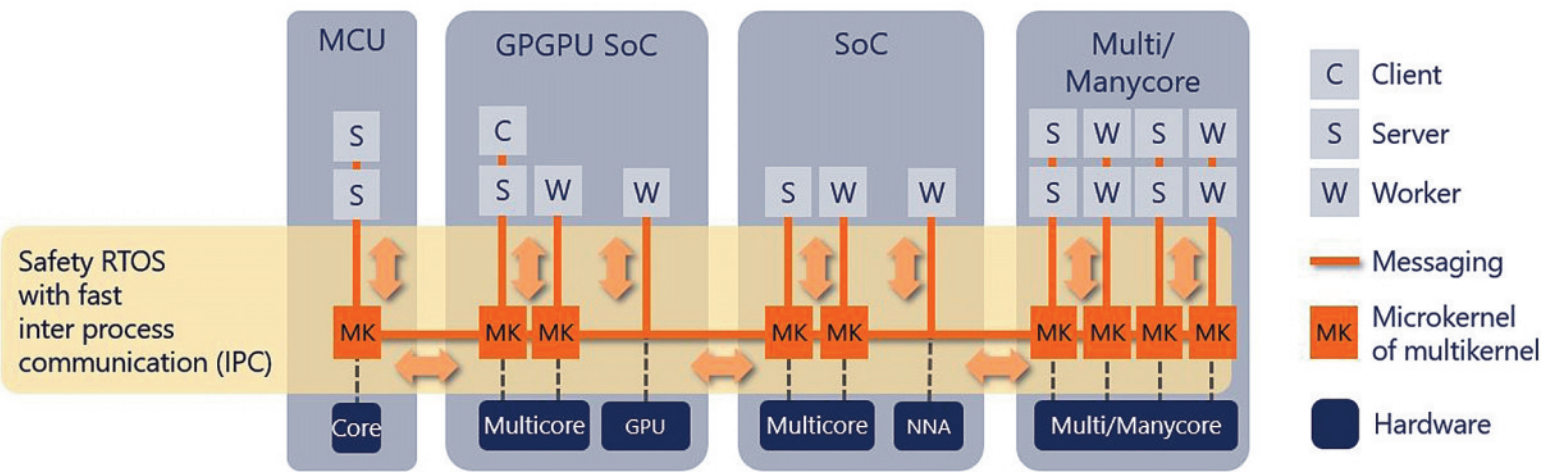 MCU
GPGPU SoC
SoC
Multi/
Manycore
S
S
C
S W
W
S W
W
S W S W
S W S W
Safety RTOS
with fast
inter process
communication (IPC)
MK
MK MK
MK MK
MK MK MK MK
Core
Multicore
GPU
Multicore
NNA
Multi/Manycore
C Client
S Server
W Worker
Messaging
MK Microkernel
of multikernel
Hardware